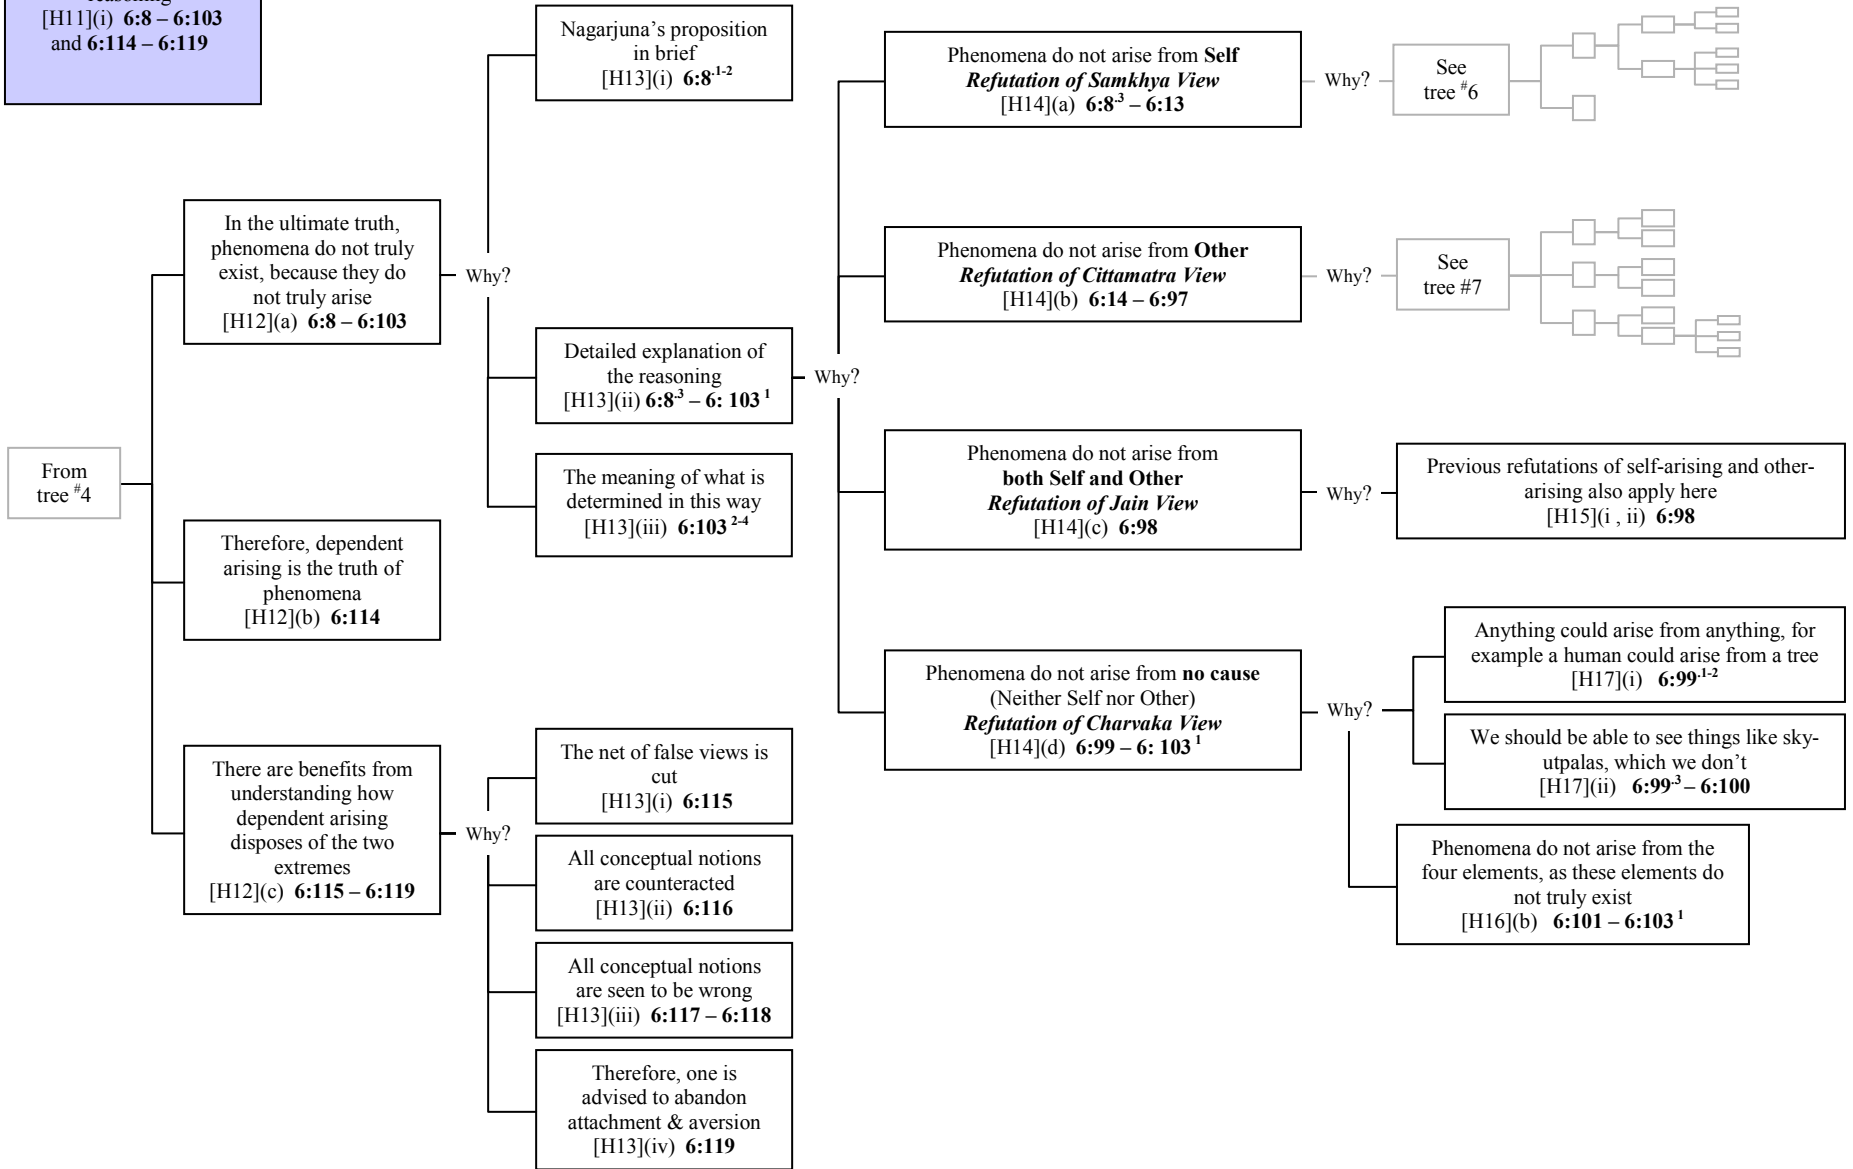 reasoning
[H11](i) 6:8 – 6:103
and 6:114 – 6:119
From
tree #4
In the ultimate truth,
phenomena do not truly
exist, because they do
not truly arise
[H12](a) 6:8 – 6:103
Why?
Nagarjuna’s proposition
in brief
[H13](i) 6:8.1-2
Detailed explanation of
the reasoning
[H13](ii) 6:8.3 – 6: 103 1
Why?
Phenomena do not arise from Self
Refutation of Samkhya View
[H14](a) 6:8.3 – 6:13
Why?
See
tree #6
Phenomena do not arise from Other
Refutation of Cittamatra View
[H14](b) 6:14 – 6:97
Why?
See
tree #7
Phenomena do not arise from
both Self and Other
Refutation of Jain View
[H14](c) 6:98
Why?
Previous refutations of self-arising and other-
arising also apply here
[H15](i , ii) 6:98
Phenomena do not arise from no cause
(Neither Self nor Other)
Refutation of Charvaka View
[H14](d) 6:99 – 6: 103 1
Why?
Anything could arise from anything, for
example a human could arise from a tree
[H17](i) 6:99.1-2
We should be able to see things like sky-
utpalas, which we don’t
[H17](ii) 6:99.3 – 6:100
Phenomena do not arise from the
four elements, as these elements do
not truly exist
[H16](b) 6:101 – 6:103 1
The meaning of what is
determined in this way
[H13](iii) 6:103 2-4
Therefore, dependent
arising is the truth of
phenomena
[H12](b) 6:114
There are benefits from
understanding how
dependent arising
disposes of the two
extremes
[H12](c) 6:115 – 6:119
Why?
The net of false views is
cut
[H13](i) 6:115
All conceptual notions
are counteracted
[H13](ii) 6:116
All conceptual notions
are seen to be wrong
[H13](iii) 6:117 – 6:118
Therefore, one is
advised to abandon
attachment & aversion
[H13](iv) 6:119